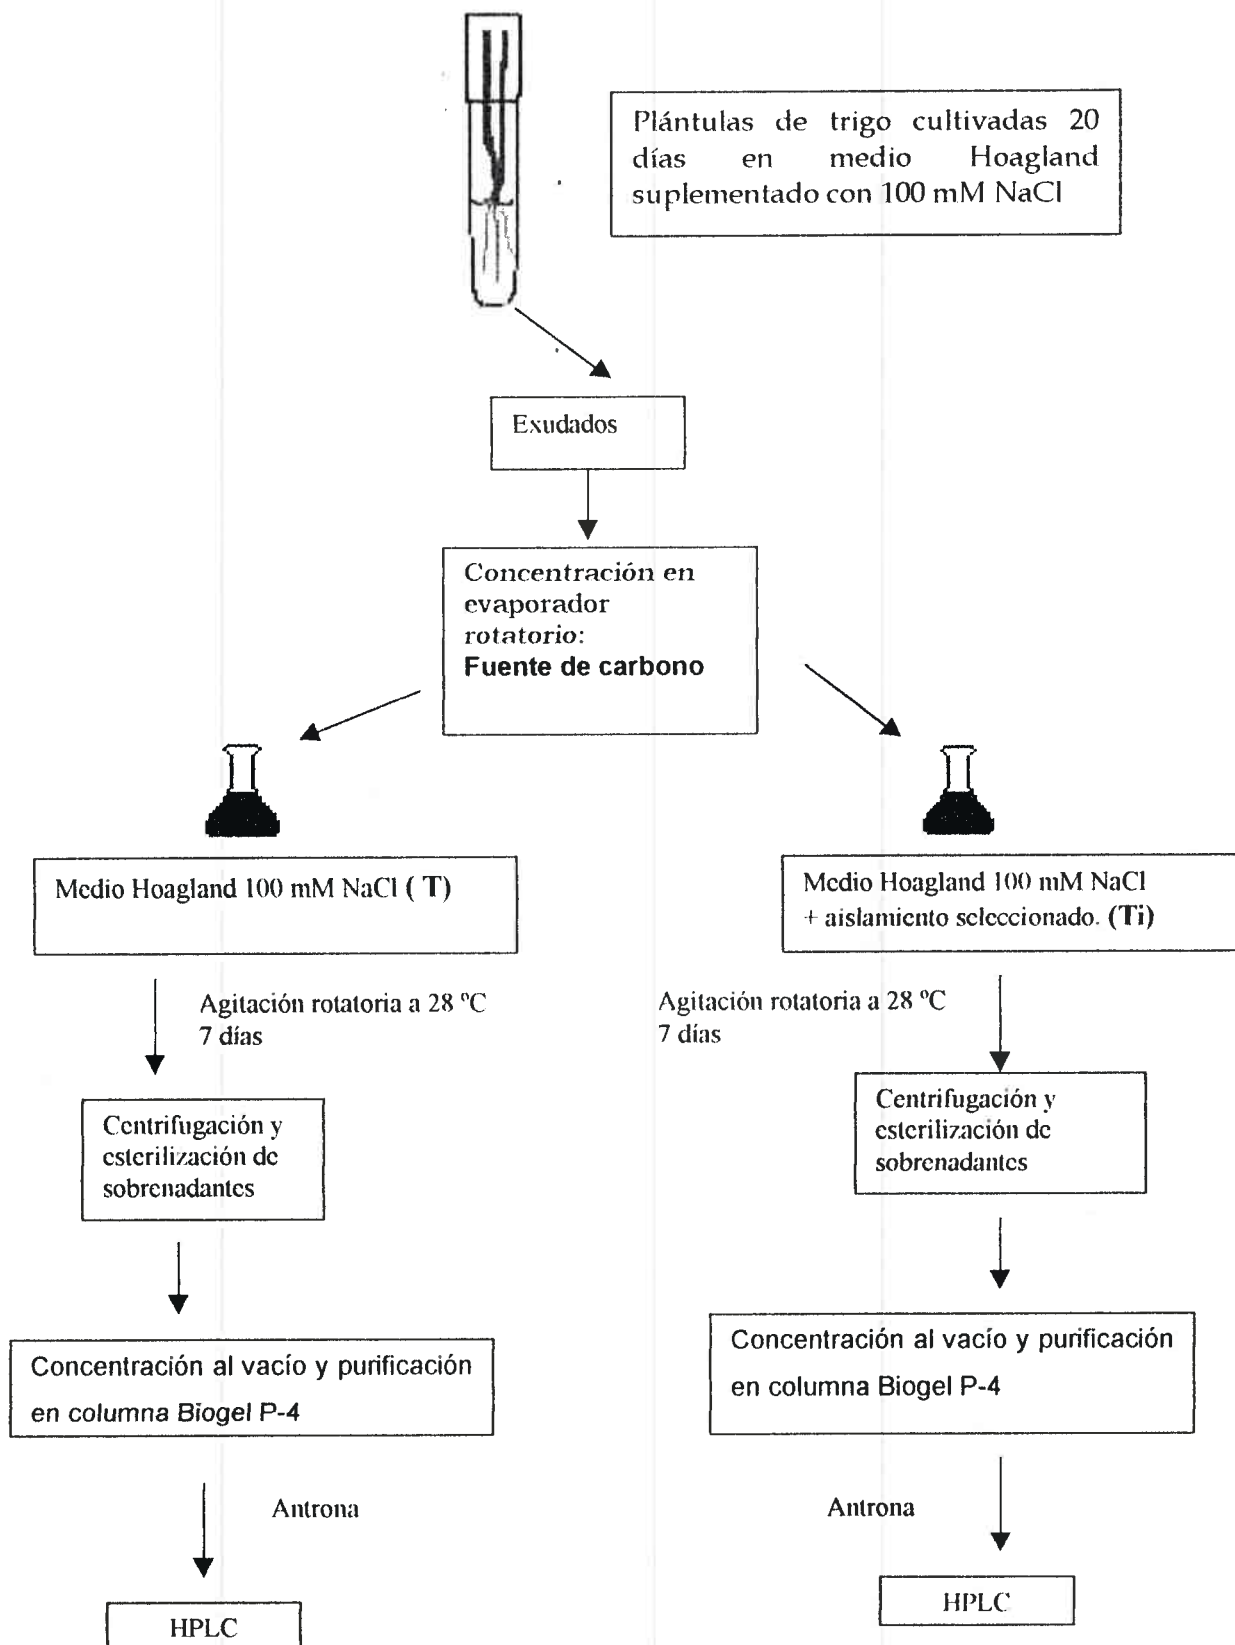 Plántulas de trigo cultivadas 20
días en medio Hoagland
suplementado con 100 mM NaCl
Exudados
Concentración en
evaporador
rotatorio:
Fuente de carbono
Medio Hoagland 100 mM NaCl ( T)
Medio Hoagland 100 mM NaCl
+ aislamiento seleccionado. (Ti)
Agitación rotatoria a 28 ºC
7 días
Agitación rotatoria a 28 ºC
7 días
Centrifugación y
esterilización de
sobrenadantes
Centrifugación y
esterilización de
sobrenadantes
Concentración al vacío y purificación
en columna Biogel P-4
Concentración al vacío y purificación
en columna Biogel P-4
Antrona
Antrona
HPLC
HPLC